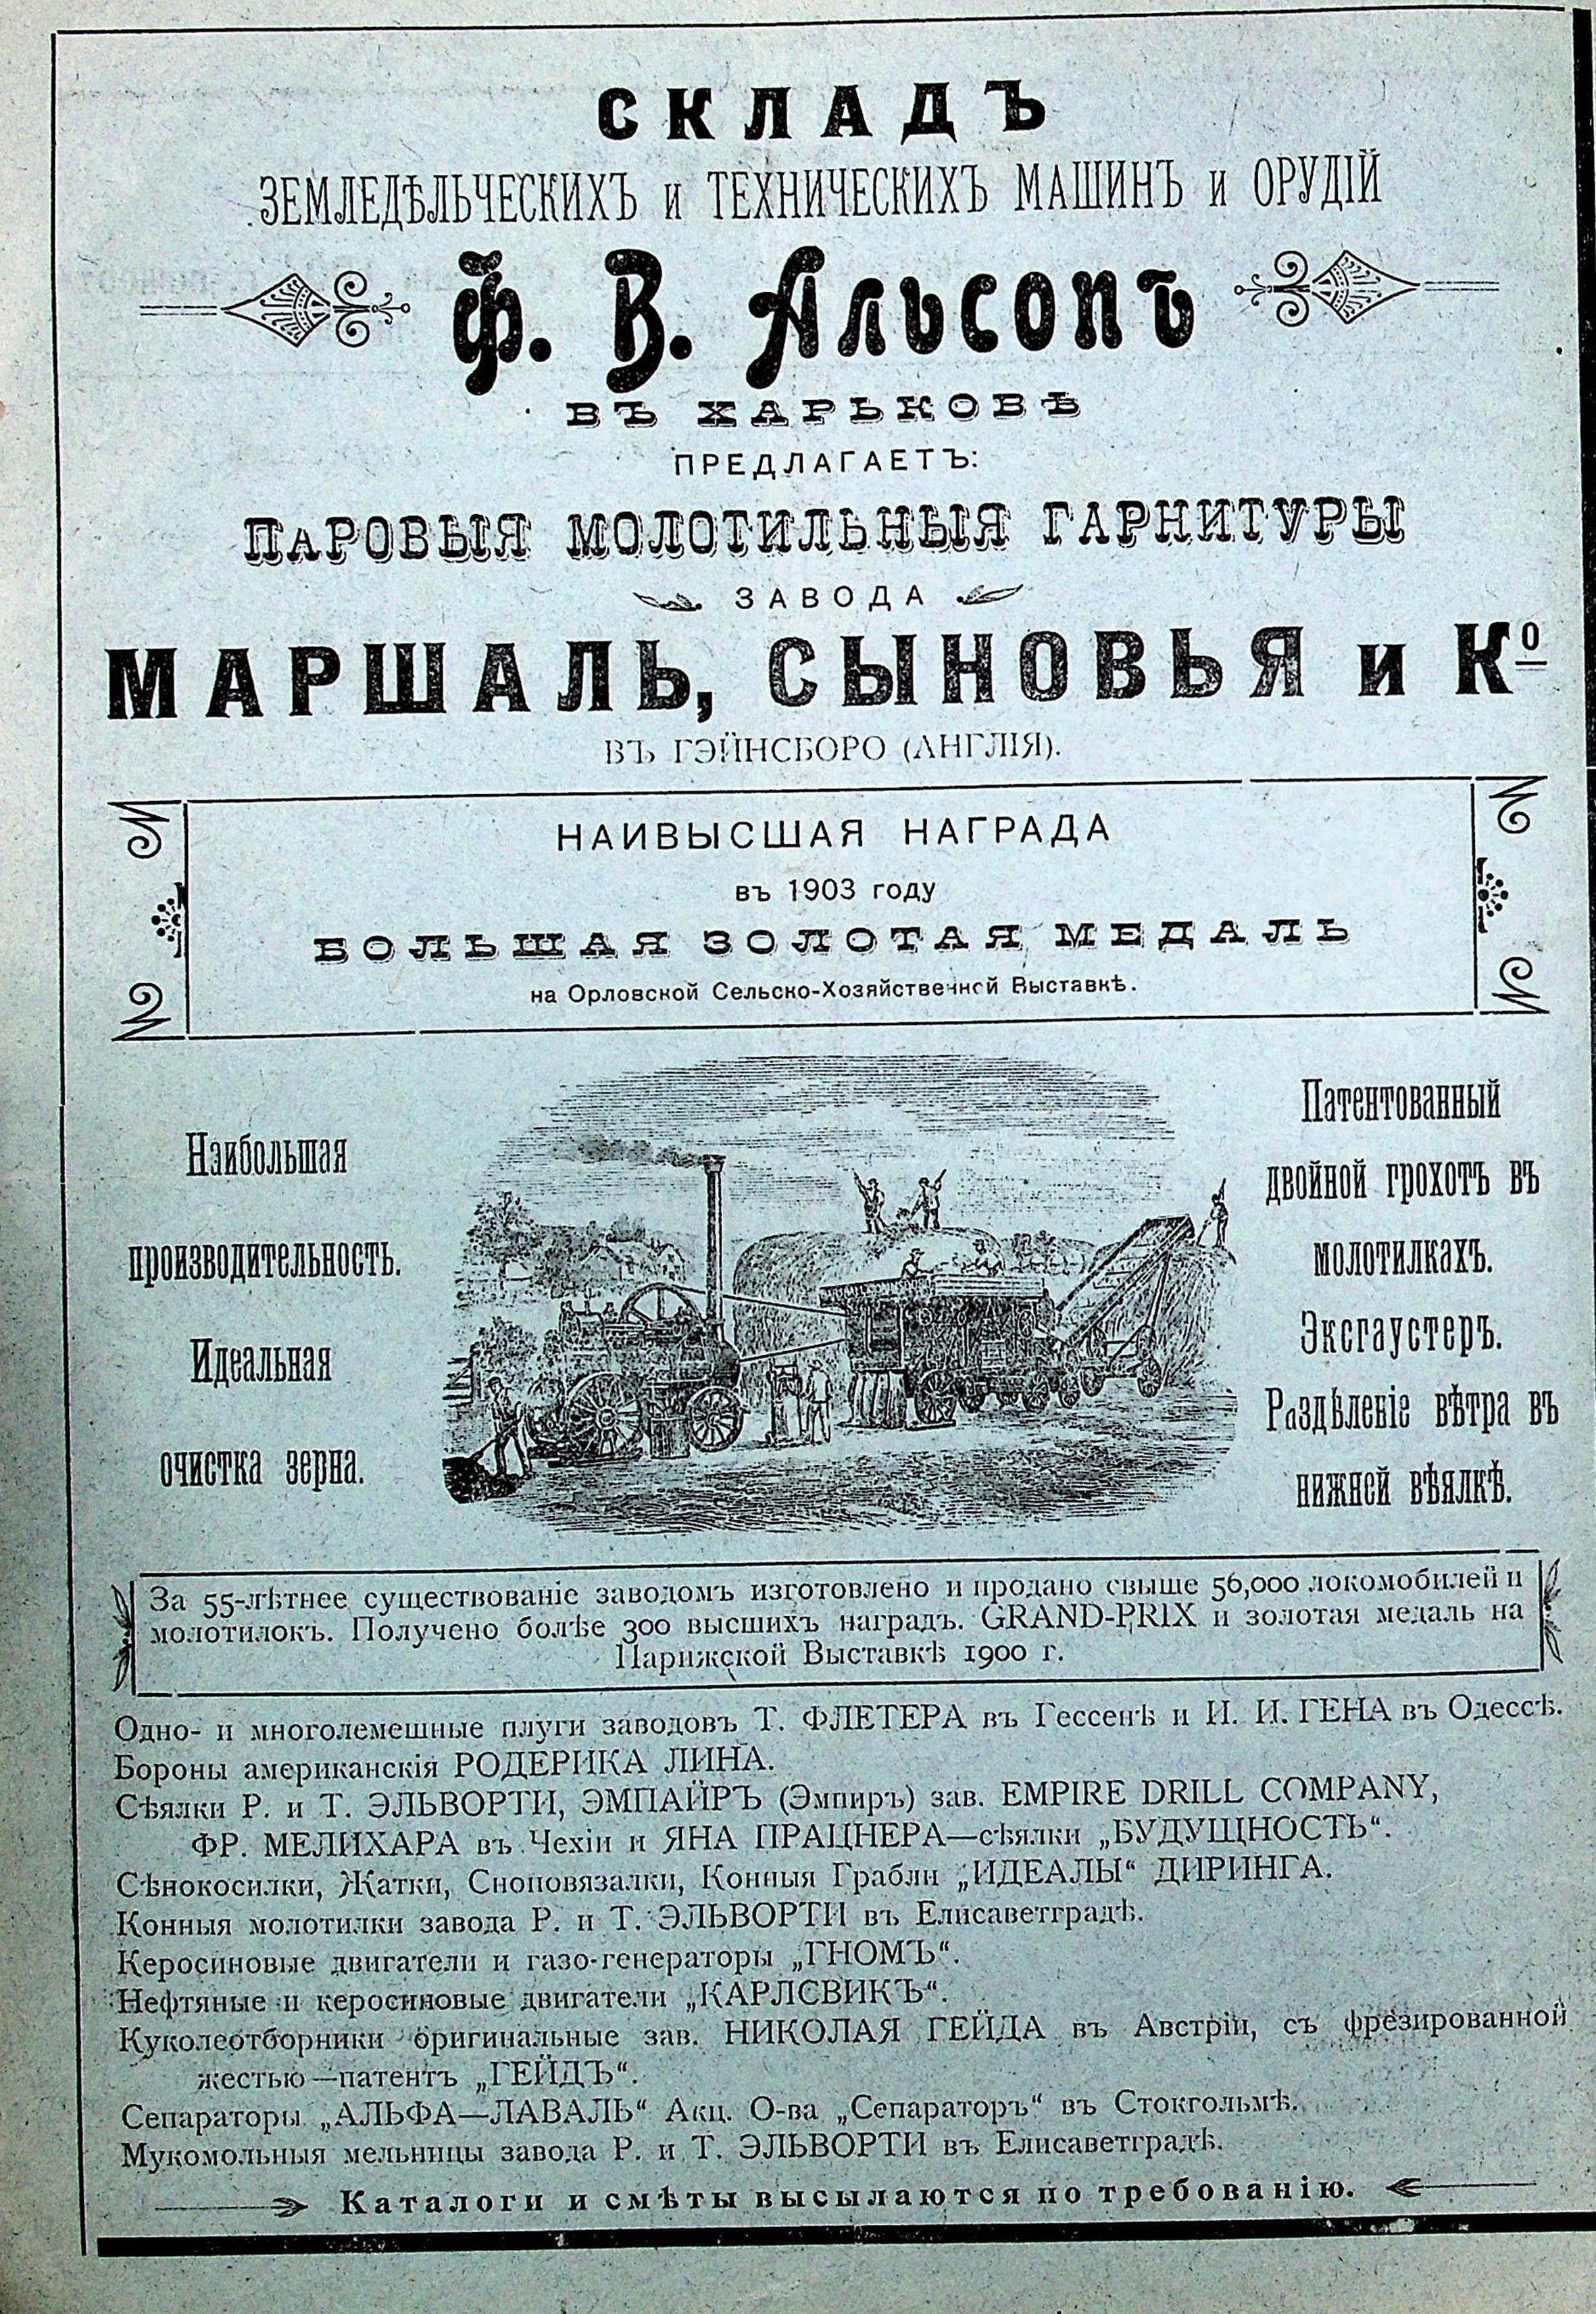 СКЛАДЪ
ЗЕМЛЕДѢЛЬЧЕСКИХЪ и ТЕХНИЧЕСКИХЪ МАШИНЪ и ОРУДІЙ
Ф. В. Альсопъ
ВЪ ХАРЬКОВѢ
ПРЕДЛАГАЕТЪ:
ПАРОВЫЯ МОЛОТИЛЬНЫЯ ГАРНИТУРЫ
ЗАВОДА
МАРШАЛЬ, СЫНОВЬЯ и Ко
ВЪ ГЭЙНСБОРО (АНГЛІЯ).
НАИВЫСШАЯ НАГРАДА
въ 1903 году
БОЛЬШАЯ ЗОЛОТАЯ МЕДАЛЬ
на Орловской Сельско-Хозяйственной Выставкѣ.
Наибольшая
производительность.
Идеальная
очистка зерна.
Патентованный
двойной грохотъ въ
молотилкахъ.
Эксгаустеръ.
Раздѣленіе вѣтра въ
нижней вѣялкѣ.
За 55-лѣтнее существованіе заводомъ изготовлено и продано свыше 56,000 локомобилей и
молотилокъ. Получено болѣе 300 высшихъ наградъ. GRAND-PRIX и золотая медаль на
Парижской Выставкѣ 1900 г.
Одно- и многолемешные плуги заводовъ Т. ФЛЕТЕРА въ Гессенѣ и И. И. ГЕНА въ Одессѣ.
Бороны американскія РОДЕРИКА ЛИНА.
Сѣялки Р. и Т. ЭЛЬВОРТИ, ЭМПАЙРЪ (Эмпиръ) зав. EMPIRE DRILL COMPANY,
ФР. МЕЛИХАРА въ Чехіи и ЯНА ПРАЦНЕРА—сѣялки „БУДУЩНОСТЬ“.
Сѣнокосилки, Жатки, Сноповязалки, Конныя Грабли „ИДЕАЛЫ“ ДИРИНГА.
Конныя молотилки завода Р. и Т. ЭЛЬВОРТИ въ Елисаветградѣ.
Керосиновые двигатели и газо-генераторы „ГНОМЪ“.
Нефтяные и керосиновые двигатели „КАРЛСВИКЪ“.
Куколеотборники оригинальные зав. НИКОЛАЯ ГЕЙДА въ Австріи, съ фрезированной
жестью—патентъ „ГЕЙДЪ“.
Сепараторы „АЛЬФА—ЛАВАЛЬ“ Акц. О-ва „Сепараторъ“ въ Стокгольмѣ.
Мукомольныя мельницы завода Р. и Т. ЭЛЬВОРТИ въ Елисаветградѣ.
Каталоги и смѣты высылаются по требованію.